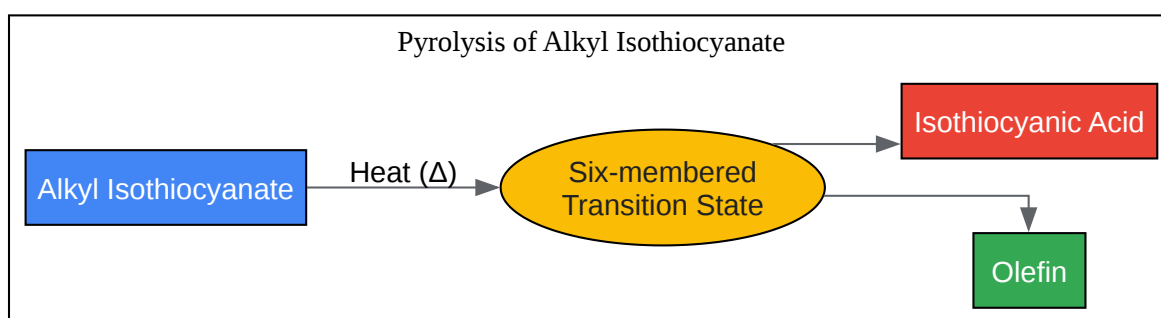 Pyrolysis of Alkyl Isothiocyanate
Alkyl Isothiocyanate
Heat (Δ)
Six-membered
Transition State
Isothiocyanic Acid
Olefin